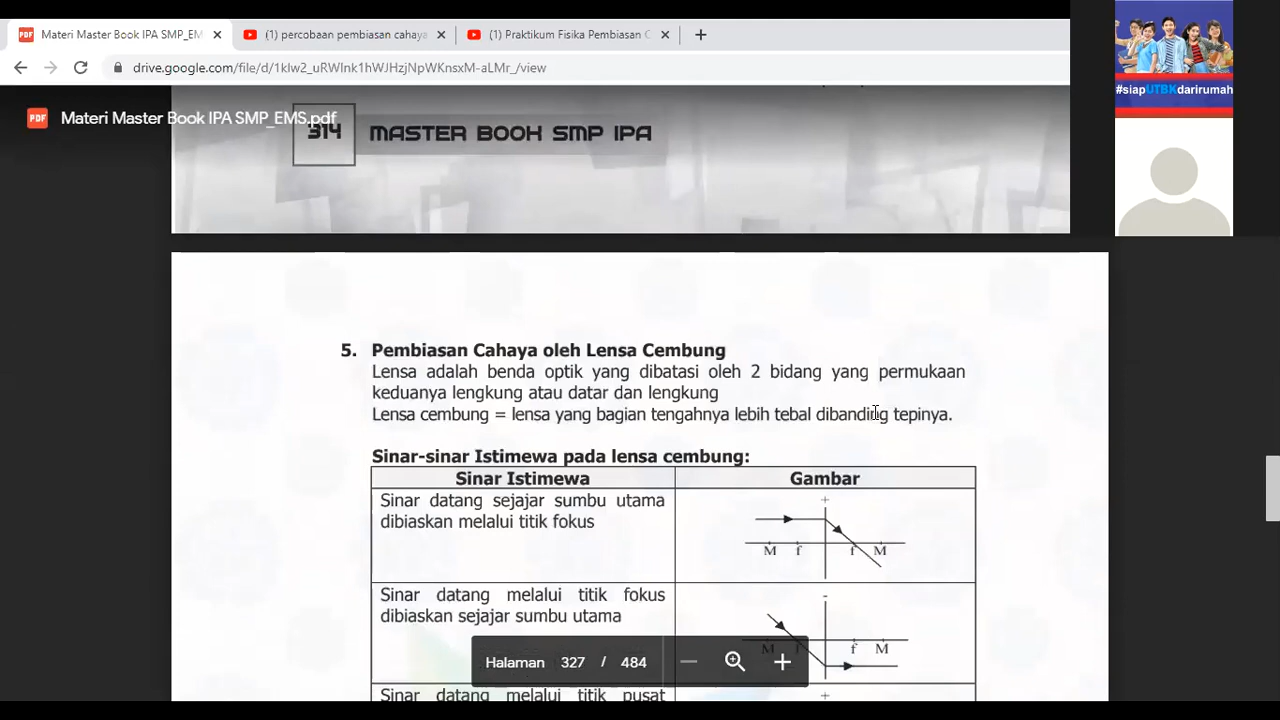 Materi Master Book IPA SMP_EM
(1) percobaan pembiasan cahaya
(1) Praktikum Fisika Pembiasan C
drive.google.com/file/d/1klw2_uRWlnk1hWJHzjNpWKnsxM-aLMr_/view
#siapUTBKdarirumah
PDF
Materi Master Book IPA SMP_EMS.pdf
314
MASTER BOOK SMP IPA
5. Pembiasan Cahaya oleh Lensa Cembung
Lensa adalah benda optik yang dibatasi oleh 2 bidang yang permukaan
keduanya lengkung atau datar dan lengkung
Lensa cembung = lensa yang bagian tengahnya lebih tebal dibanding tepinya.
Sinar-sinar Istimewa pada lensa cembung:
Sinar Istimewa
Gambar
Sinar datang sejajar sumbu utama
dibiaskan melalui titik fokus
+
M f f M
Sinar datang melalui titik fokus
dibiaskan sejajar sumbu utama
-
M f f M
Halaman 327 / 484
Sinar datang melalui titik pusat
+